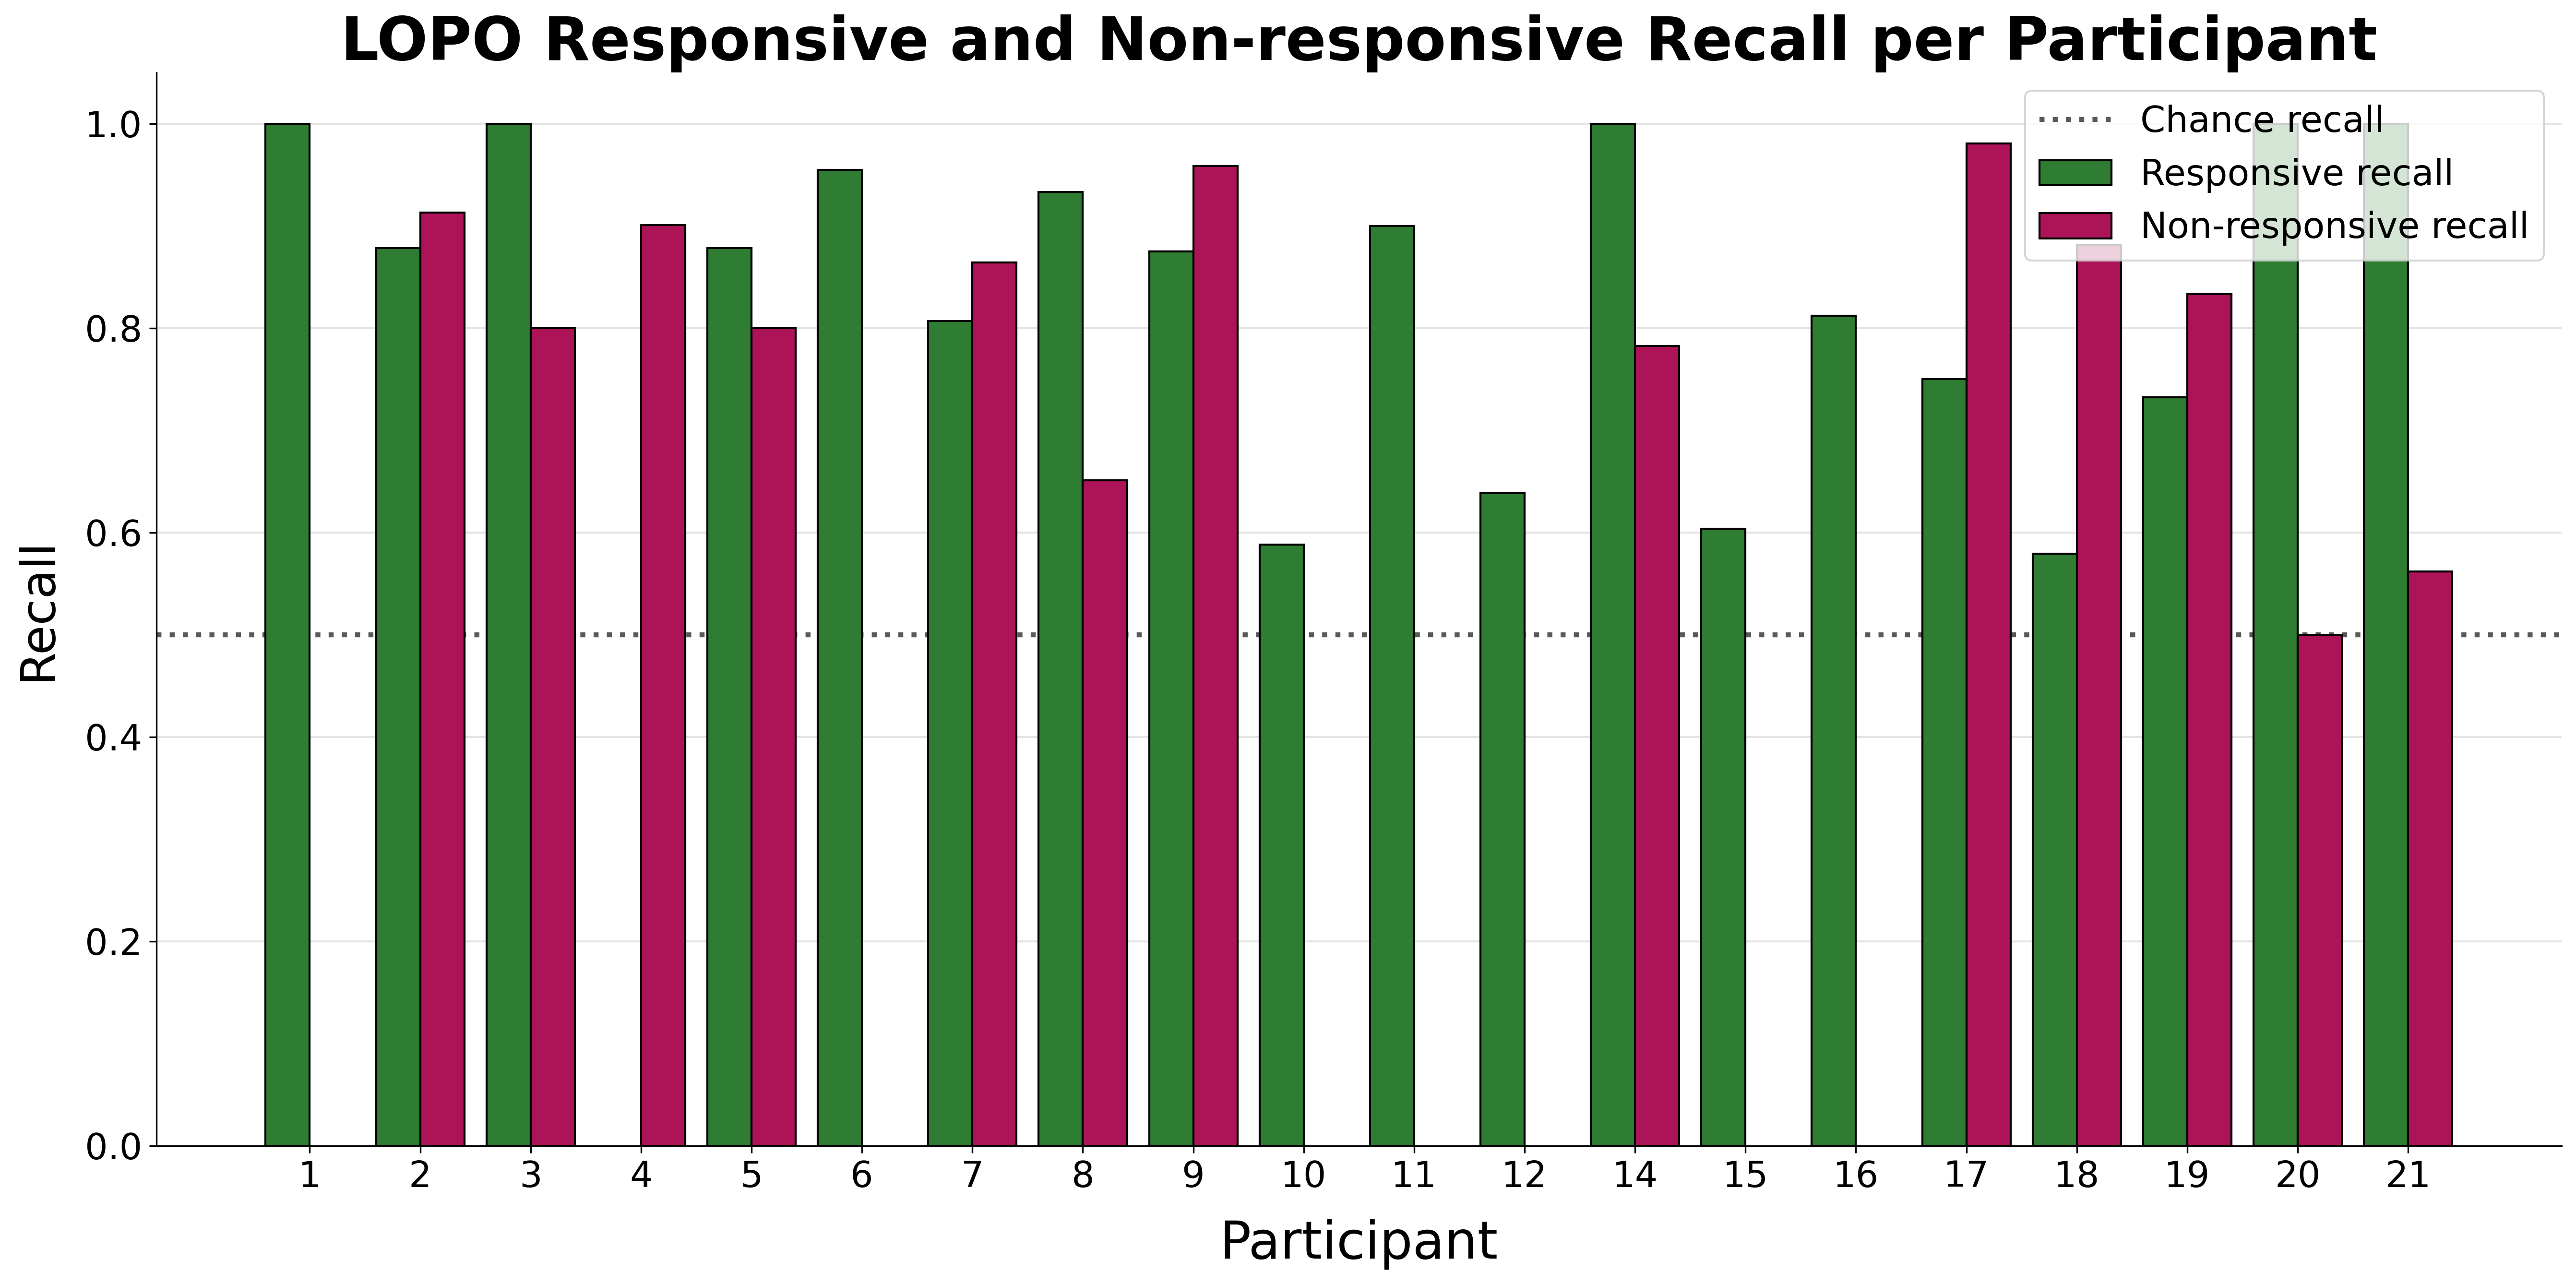 LOPO Responsive and Non-responsive Recall per Participant
Chance recall
Responsive recall
Non-responsive recall
1.0
0.8
0.6
0.4
0.2
0.0
Recall
1 2 3 4 5 6 7 8 9 10 11 12 14 15 16 17 18 19 20 21
Participant